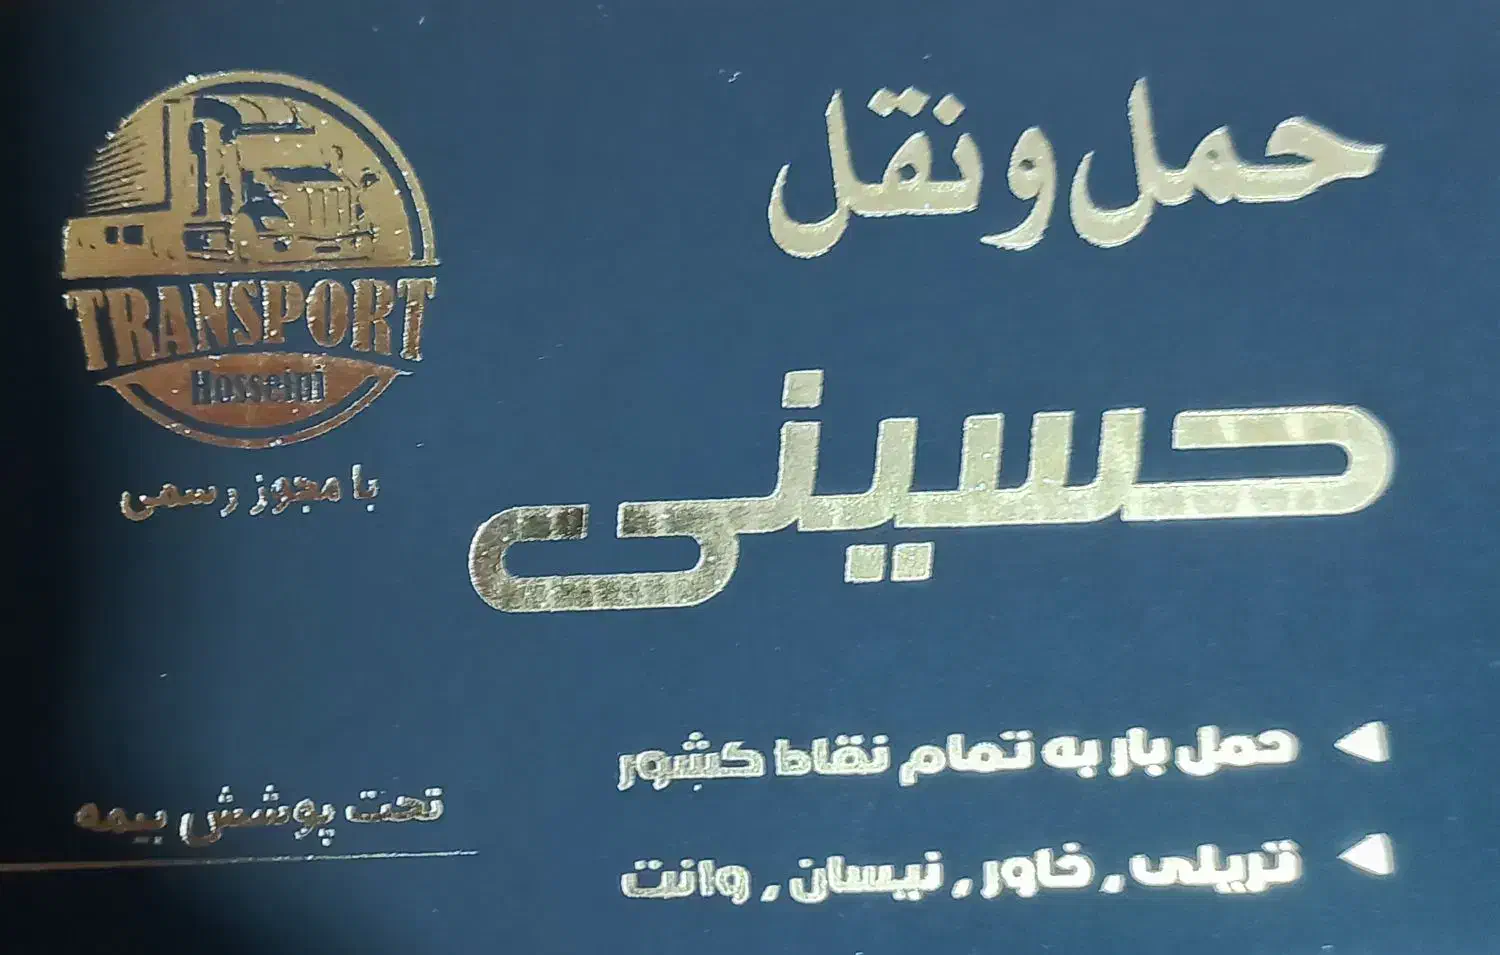 حمل و نقل
حسینی
TRANSPORT
Hosseini
با مجوز رسمی
حمل بار به تمام نقاط کشور
تریلی , خاور , نیسان , وانت
تحت پوشش بیمه